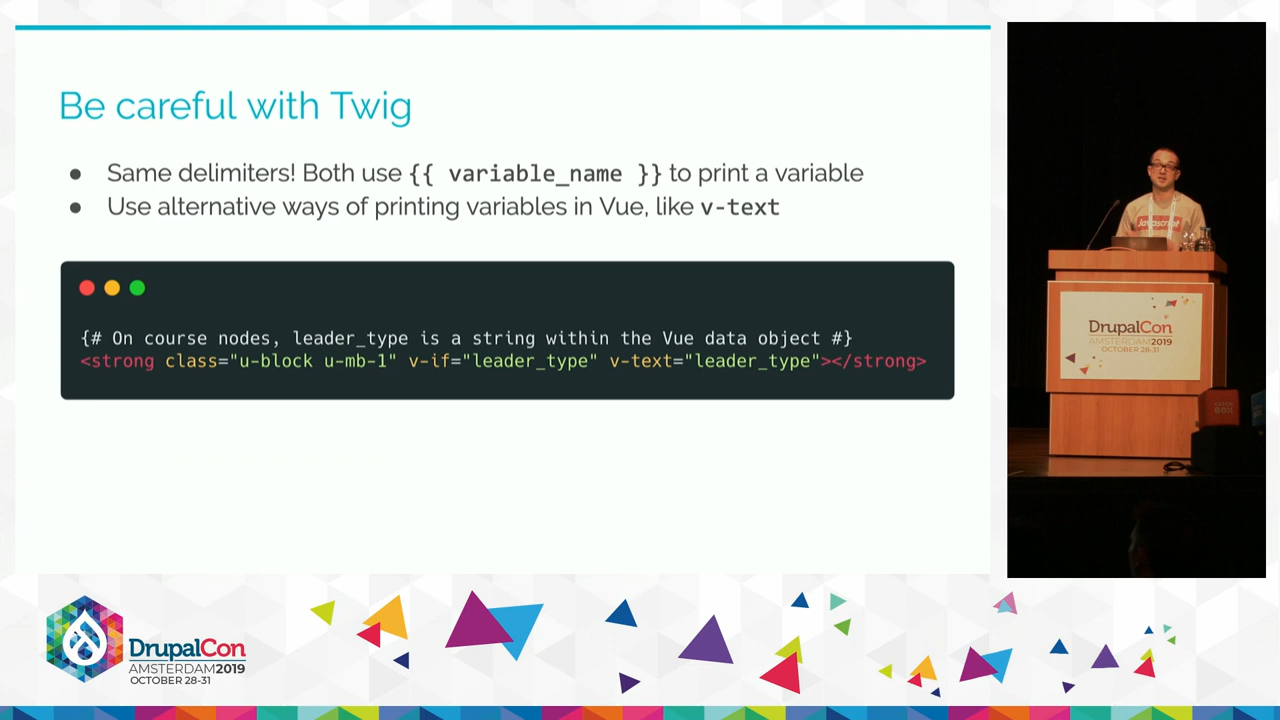 Be careful with Twig
● Same delimiters! Both use {{ variable_name }} to print a variable
● Use alternative ways of printing variables in Vue, like v-text
{# On course nodes, leader_type is a string within the Vue data object #}
<strong class="u-block u-mb-1" v-if="leader_type" v-text="leader_type"></strong>
JavaScript
DrupalCon
AMSTERDAM2019
OCTOBER 28-31
DrupalCon
AMSTERDAM2019
OCTOBER 28-31